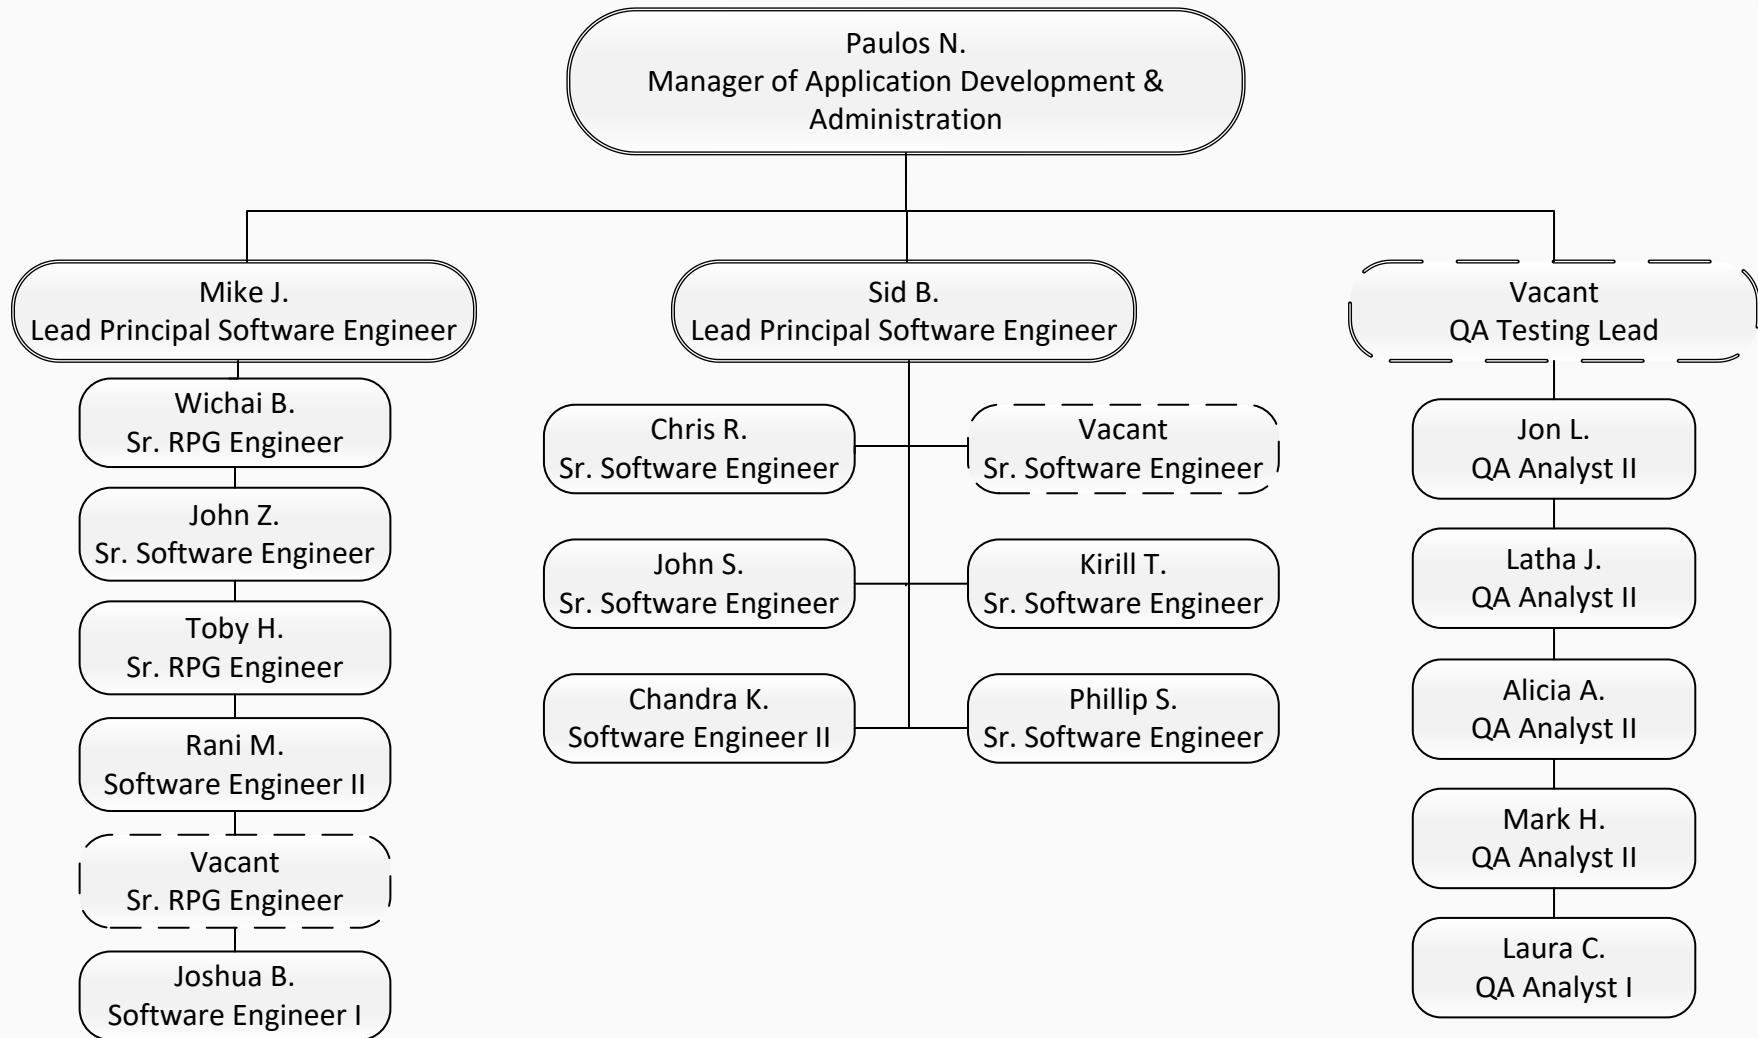 Paulos N.
Manager of Application Development &
Administration
Mike J.
Lead Principal Software Engineer
Wichai B.
Sr. RPG Engineer
John Z.
Sr. Software Engineer
Toby H.
Sr. RPG Engineer
Rani M.
Software Engineer II
Vacant
Sr. RPG Engineer
Joshua B.
Software Engineer I
Sid B.
Lead Principal Software Engineer
Chris R.
Sr. Software Engineer
Vacant
Sr. Software Engineer
John S.
Sr. Software Engineer
Kirill T.
Sr. Software Engineer
Chandra K.
Software Engineer II
Phillip S.
Sr. Software Engineer
Vacant
QA Testing Lead
Jon L.
QA Analyst II
Latha J.
QA Analyst II
Alicia A.
QA Analyst II
Mark H.
QA Analyst II
Laura C.
QA Analyst I